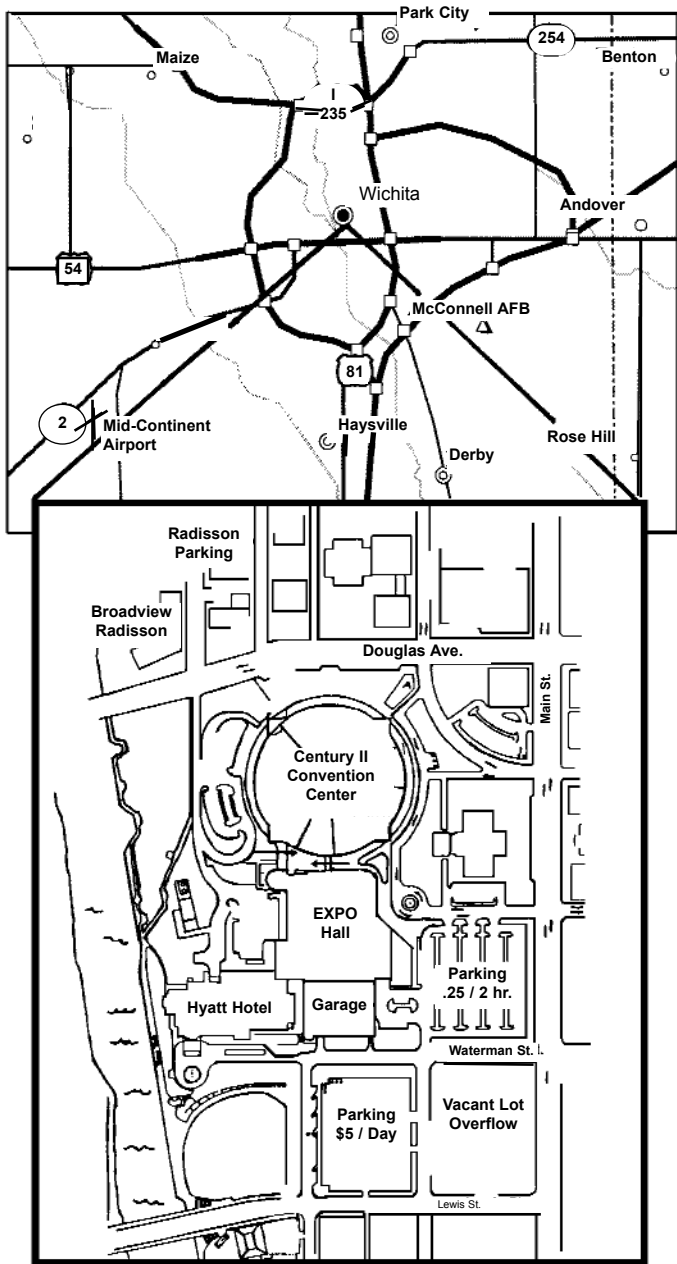 Park City
254
Maize
Benton
I
235
Wichita
Andover
54
McConnell AFB
81
2
Mid-Continent
Airport
Haysville
Rose Hill
Derby
Radisson
Parking
Broadview
Radisson
Douglas Ave.
Main St.
Century II
Convention
Center
EXPO
Hall
Parking
.25 / 2 hr.
Hyatt Hotel
Garage
Waterman St.
Parking
$5 / Day
Vacant Lot
Overflow
Lewis St.